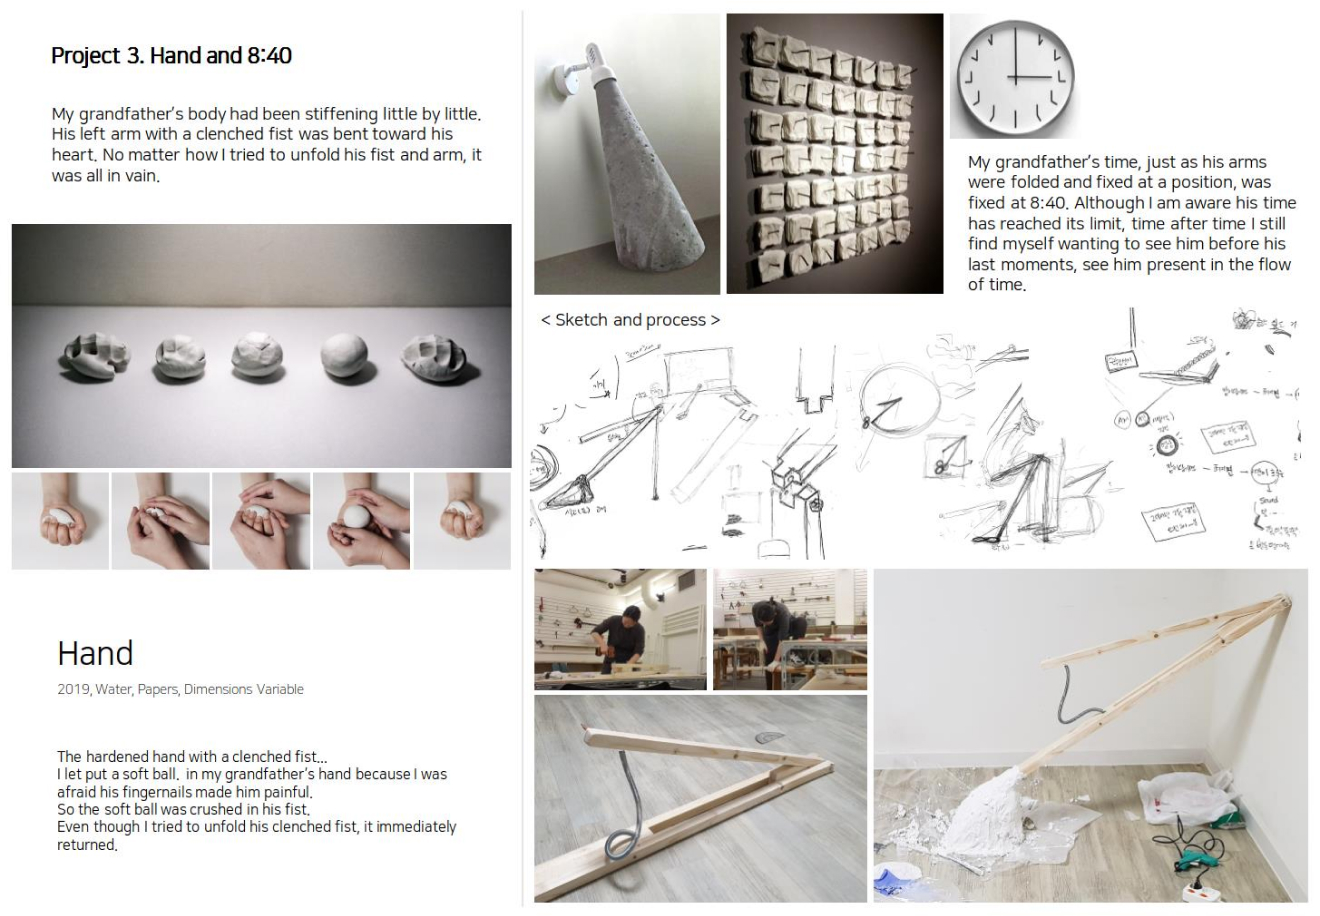 Project 3. Hand and 8:40
My grandfather's body had been stiffening little by little.
His left arm with a clenched fist was bent toward his
heart. No matter how I tried to unfold his fist and arm, it
was all in vain.
Hand
2019, Water, Papers, Dimensions Variable
The hardened hand with a clenched fist...
I let put a soft ball. in my grandfather's hand because I was
afraid his fingernails made him painful.
So the soft ball was crushed in his fist.
Even though I tried to unfold his clenched fist, it immediately
returned.
My grandfather's time, just as his arms
were folded and fixed at a position, was
fixed at 8:40. Although I am aware his time
has reached its limit, time after time I still
find myself wanting to see him before his
last moments, see him present in the flow
of time.
< Sketch and process >
Sound